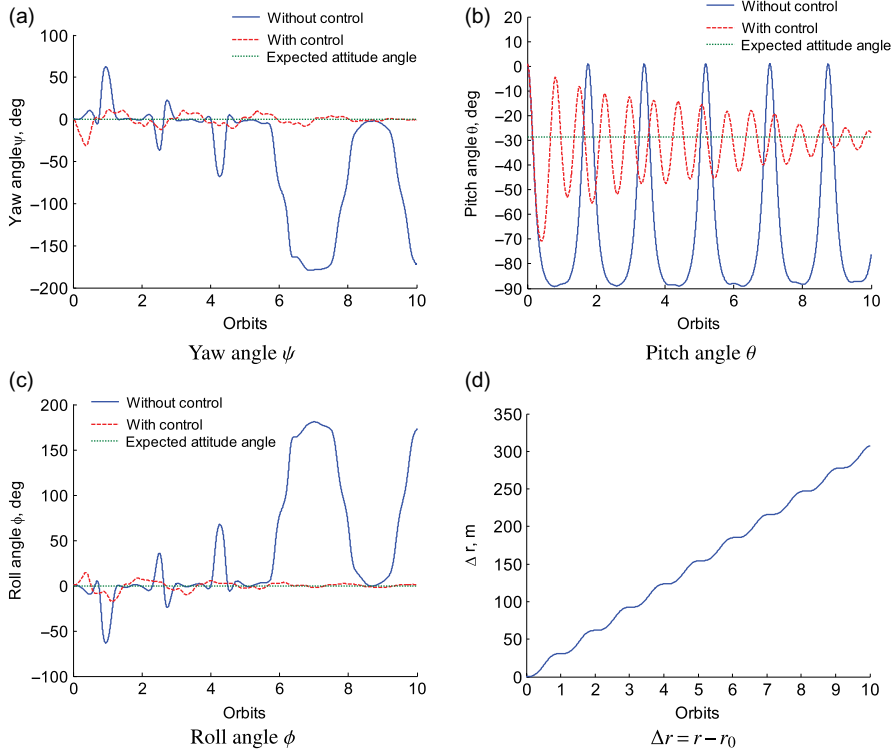 (a)
Without control
With control
Expected attitude angle
100
50
0
−50
−100
−150
−200
Yaw angle ψ, deg
0 2 4 6 8 10
Orbits
Yaw angle ψ
(b)
Without control
With control
Expected attitude angle
10
0
−10
−20
−30
−40
−50
−60
−70
−80
−90
Pitch angle θ, deg
0 2 4 6 8 10
Orbits
Pitch angle θ
(c)
Without control
With control
Expected attitude angle
200
150
100
50
0
−50
−100
Roll angle ϕ, deg
0 2 4 6 8 10
Orbits
Roll angle ϕ
(d)
350
300
250
200
150
100
50
0
Δ r, m
0 1 2 3 4 5 6 7 8 9 10
Orbits
Δr = r − r₀